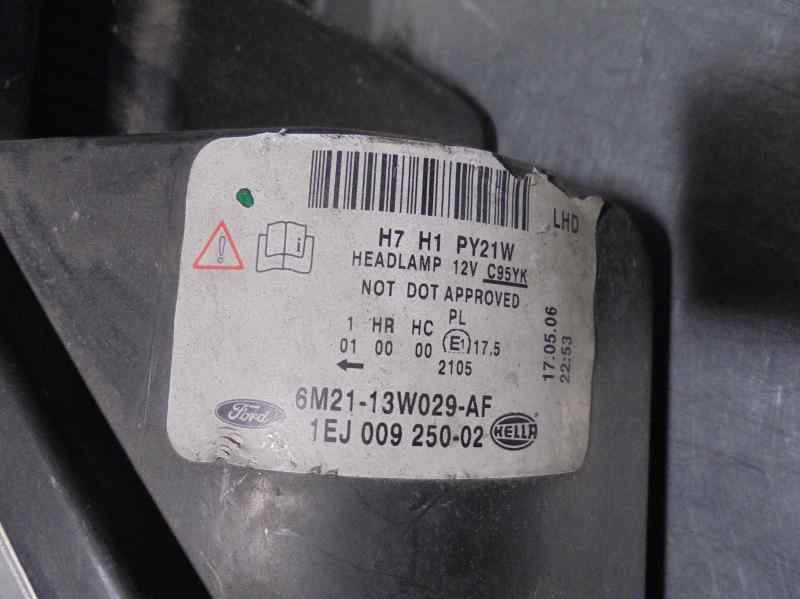 LHD
H7 H1 PY21W
HEADLAMP 12V C95YK
NOT DOT APPROVED
PL
1 HR HC E1 17.5
01 00 00
2105
17.05.06
22:53
Ford 6M21-13W029-AF
1EJ 009 250-02 HELLA